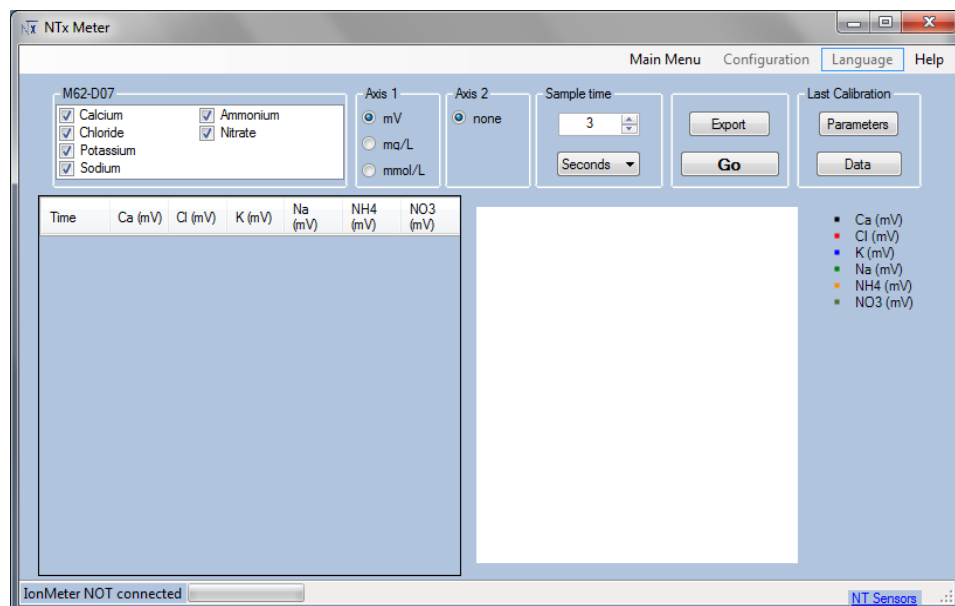 NTx NTx Meter
Main Menu Configuration Language Help
M62-D07
Calcium Ammonium
Chloride Nitrate
Potassium
Sodium
Axis 1
mV
mg/L
mmol/L
Axis 2
none
Sample time
3
Seconds
Export
Go
Last Calibration
Parameters
Data
Time Ca (mV) Cl (mV) K (mV) Na (mV) NH4 (mV) NO3 (mV)
Ca (mV)
Cl (mV)
K (mV)
Na (mV)
NH4 (mV)
NO3 (mV)
IonMeter NOT connected
NT Sensors